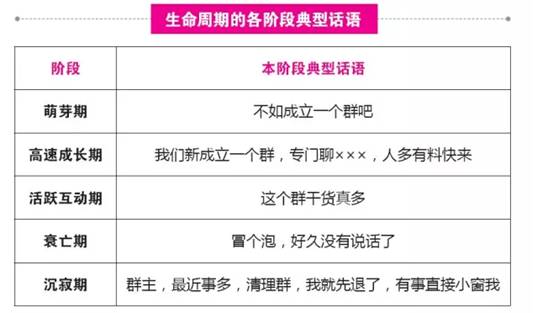 生命周期的各阶段典型话语
阶段 本阶段典型话语
萌芽期 不如成立一个群吧
高速成长期 我们新成立一个群，专门聊×××，人多有料快来
活跃互动期 这个群干货真多
衰亡期 冒个泡，好久没有说话了
沉寂期 群主，最近事多，清理群，我就先退了，有事直接小窗我